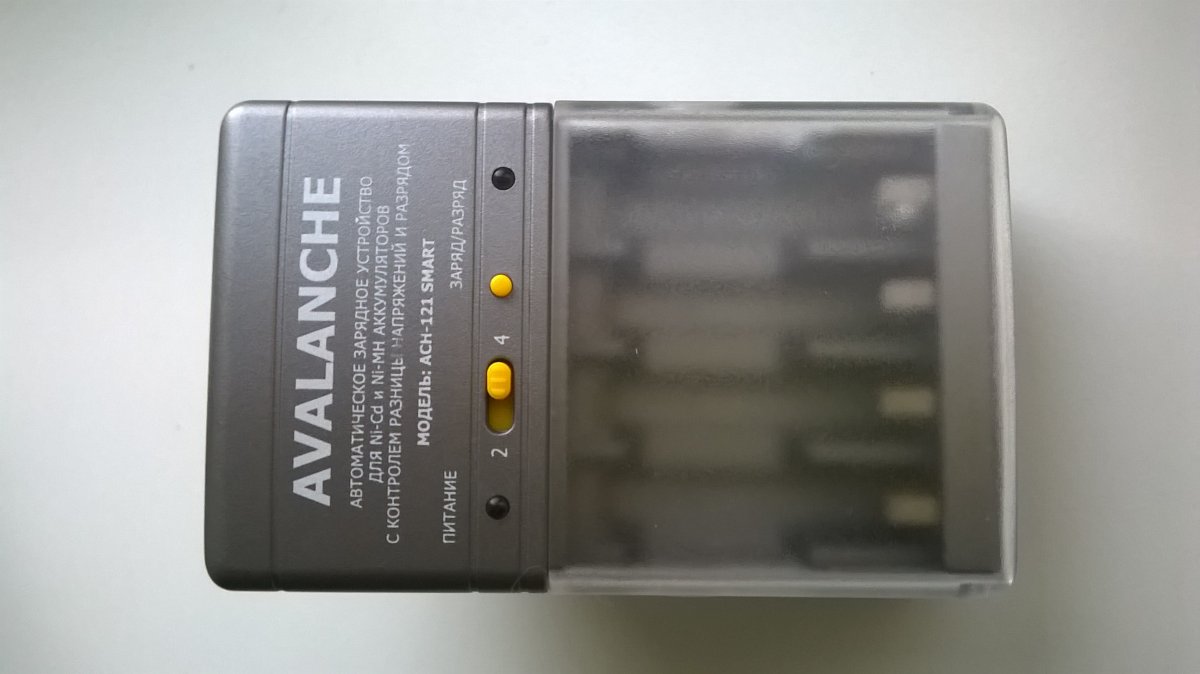 AVALANCHE
АВТОМАТИЧЕСКОЕ ЗАРЯДНОЕ УСТРОЙСТВО
ДЛЯ Ni-Cd и Ni-MH АККУМУЛЯТОРОВ
С КОНТРОЛЕМ РАЗНИЦЫ НАПРЯЖЕНИЙ И РАЗРЯДОМ
МОДЕЛЬ: ACH-121 SMART
ПИТАНИЕ ЗАРЯД/РАЗРЯД
2 4